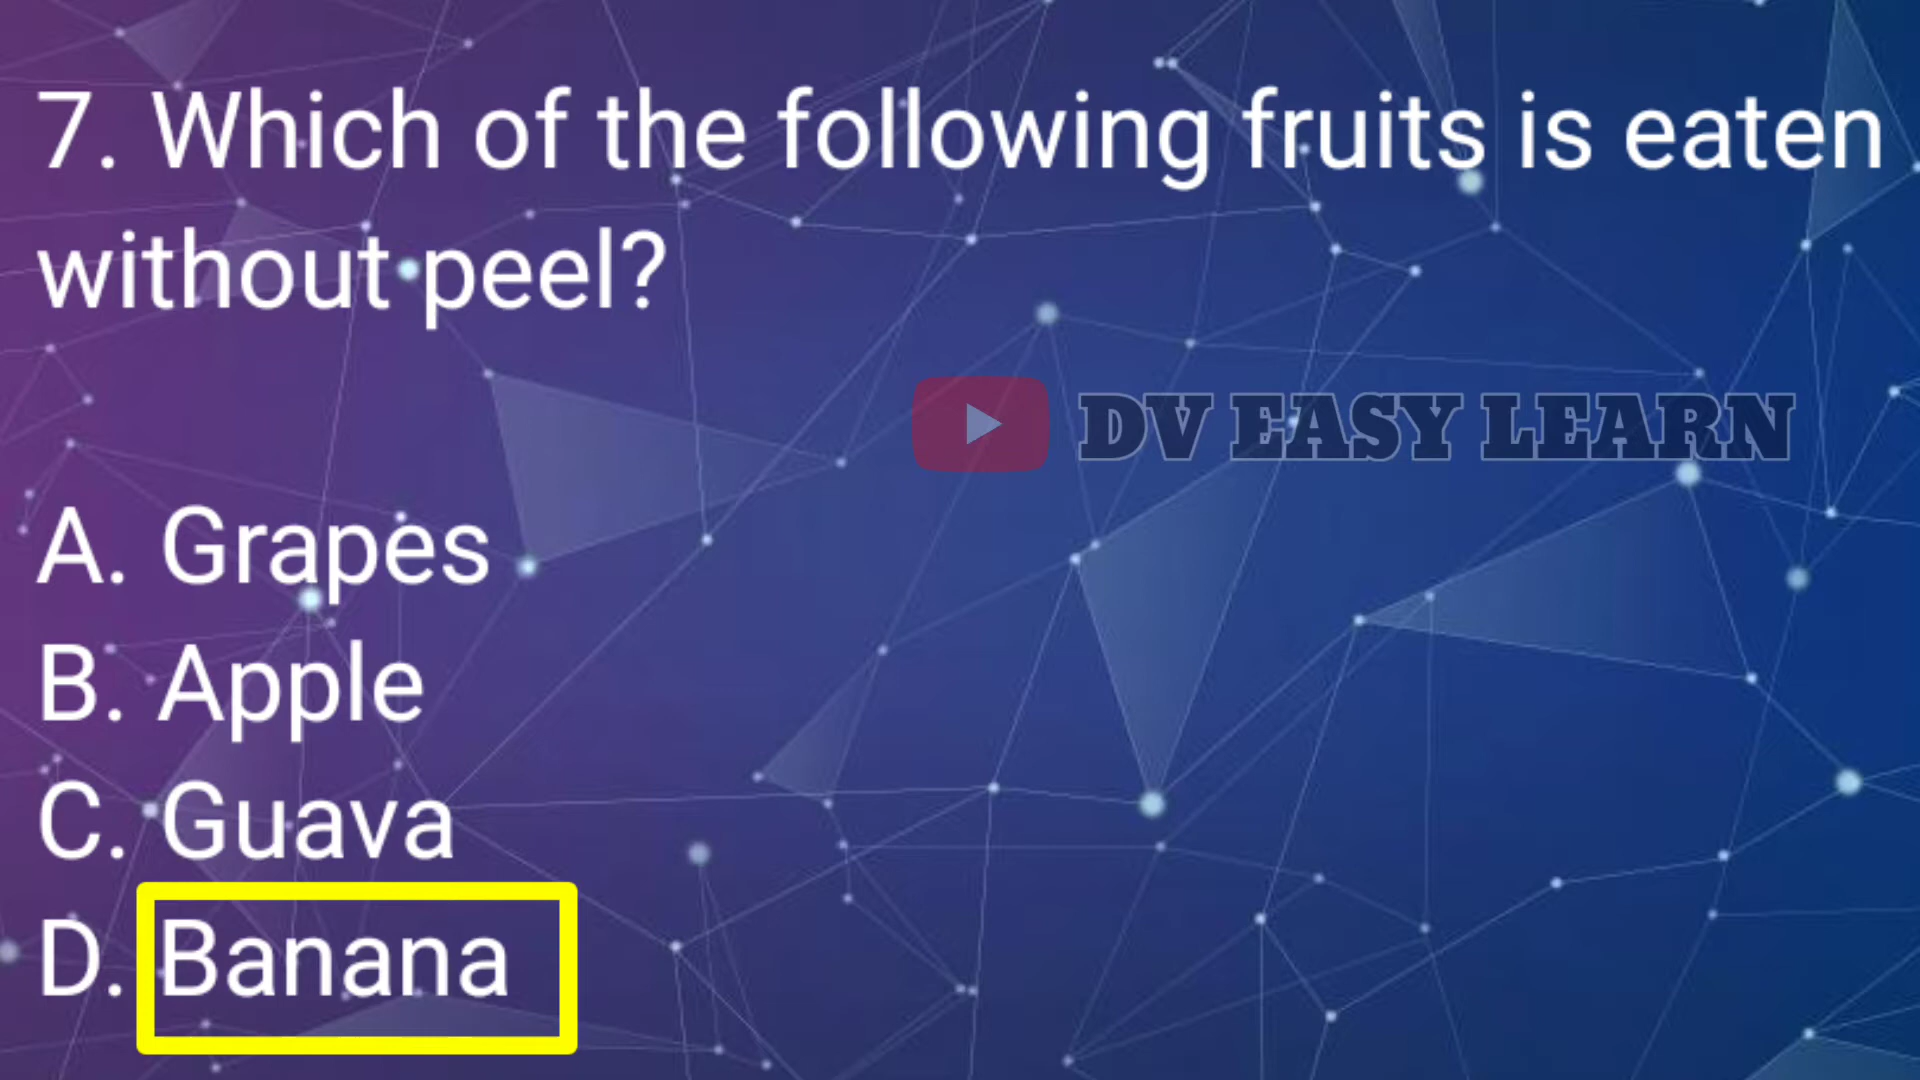 7. Which of the following fruits is eaten
without peel?
DV EASY LEARN
A. Grapes
B. Apple
C. Guava
D. Banana